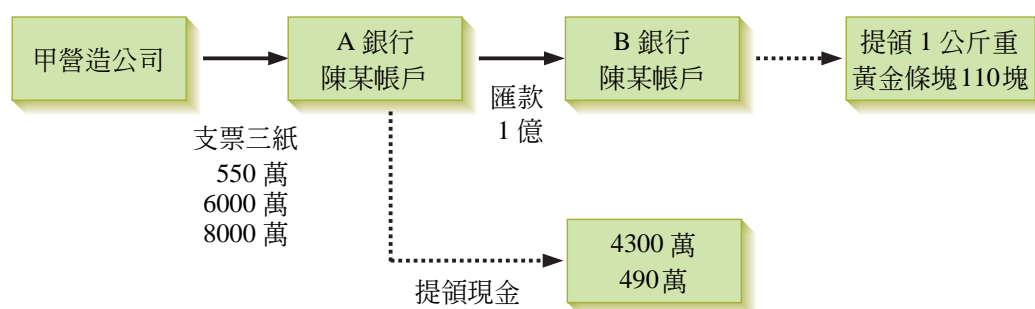 甲營造公司
A 銀行
陳某帳戶
B 銀行
陳某帳戶
提領 1 公斤重
黃金條塊110塊
支票三紙
550 萬
6000 萬
8000 萬
匯款
1 億
提領現金
4300 萬
490萬